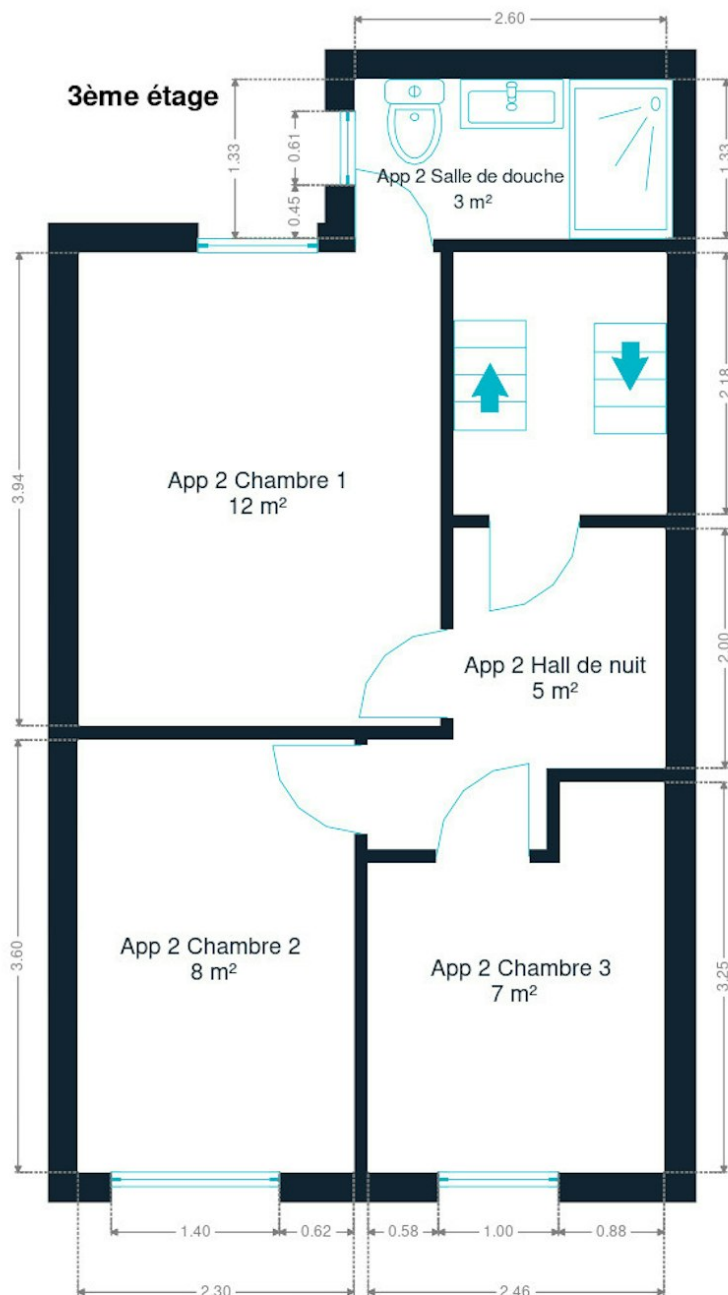 2.60
3ème étage
1.33
0.61
0.45
App 2 Salle de douche
3 m²
1.33
3.94
App 2 Chambre 1
12 m²
2.18
App 2 Hall de nuit
5 m²
2.00
3.60
App 2 Chambre 2
8 m²
App 2 Chambre 3
7 m²
3.25
1.40
0.62
0.58
1.00
0.88
2.30
2.46